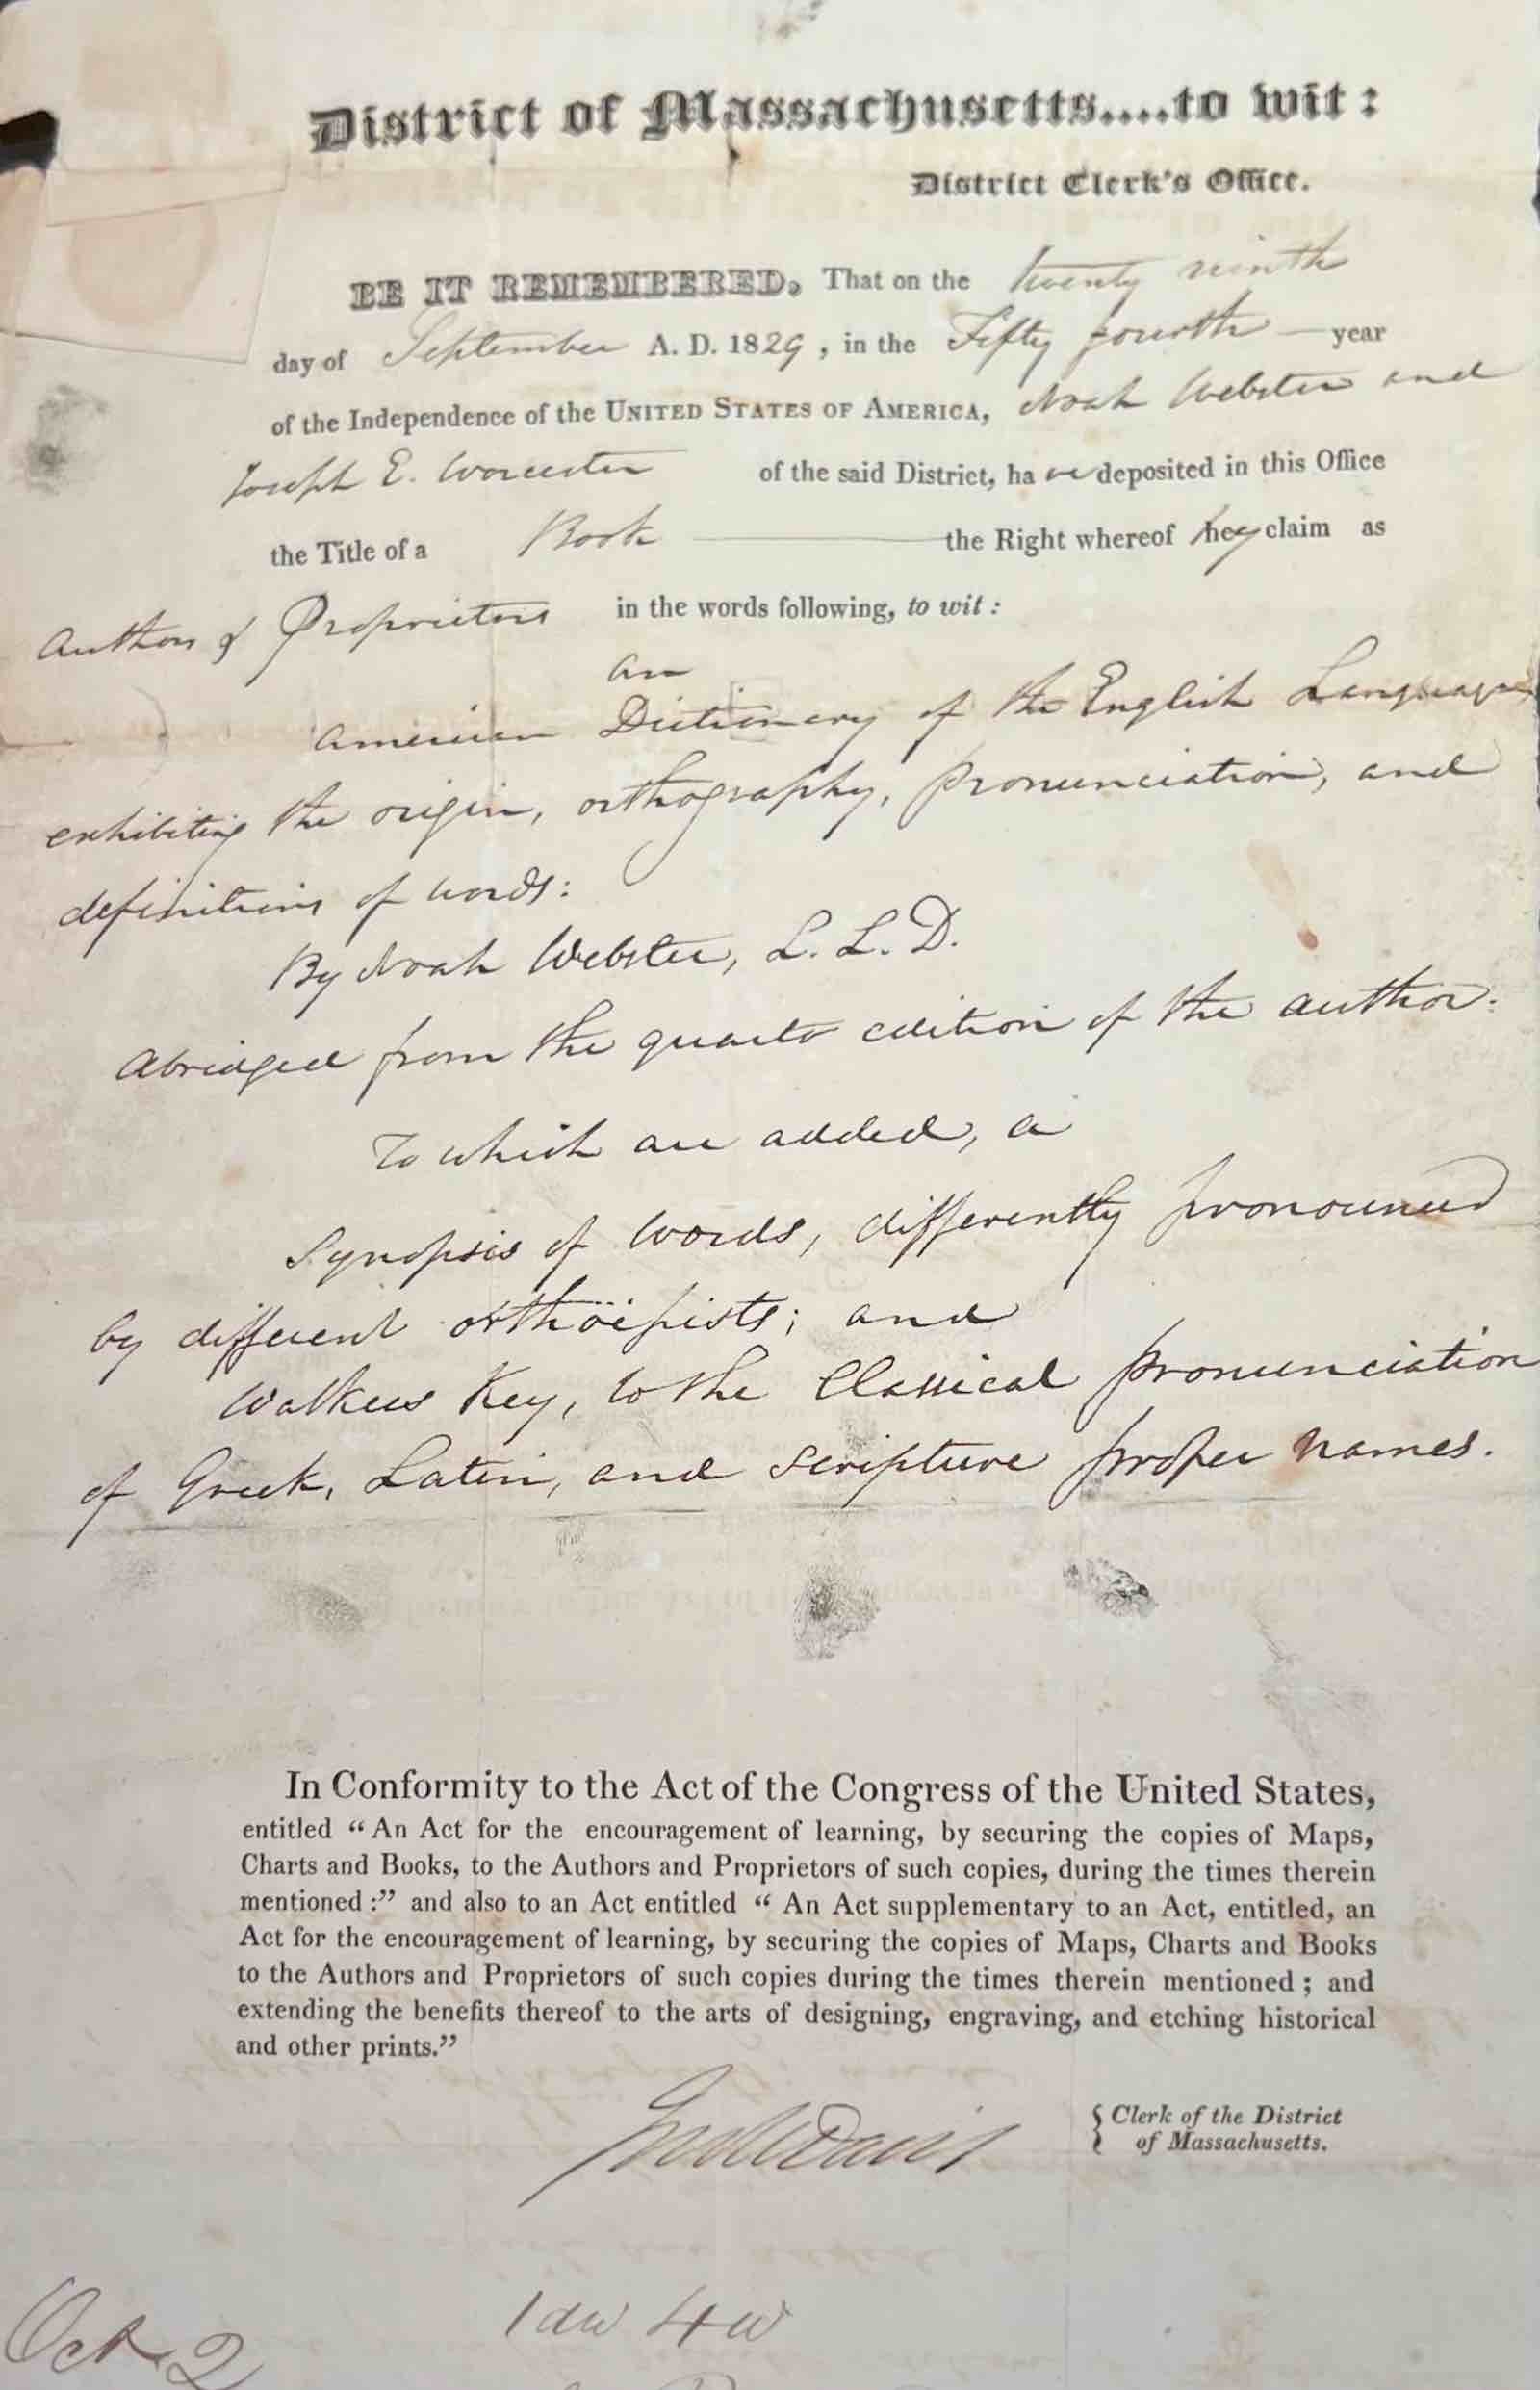 District of Massachusetts....to wit:
District Clerk's Office.
BE IT REMEMBERED, That on the twenty ninth
day of September A. D. 1829, in the Fifty fourth — year
of the Independence of the UNITED STATES OF AMERICA, Noah Webster and
Joseph E. Worcester of the said District, ha ve deposited in this Office
the Title of a Book the Right whereof they claim as
Authors & Proprietors in the words following, to wit:
an
American Dictionary of the English Language,
exhibiting the origin, orthography, pronunciation, and
definitions of words:
By Noah Webster, L. L. D.
Abridged from the quarto edition of the author:
To which are added, a
Synopsis of words, differently pronounced
by different orthöepists; and
Walkers Key, to the Classical pronunciation
of Greek, Latin, and Scripture proper names.
In Conformity to the Act of the Congress of the United States,
entitled “An Act for the encouragement of learning, by securing the copies of Maps,
Charts and Books, to the Authors and Proprietors of such copies, during the times therein
mentioned:” and also to an Act entitled “An Act supplementary to an Act, entitled, an
Act for the encouragement of learning, by securing the copies of Maps, Charts and Books
to the Authors and Proprietors of such copies during the times therein mentioned; and
extending the benefits thereof to the arts of designing, engraving, and etching historical
and other prints.”
Jno W Davis { Clerk of the District
of Massachusetts.
1 aw 4w
Oct 2